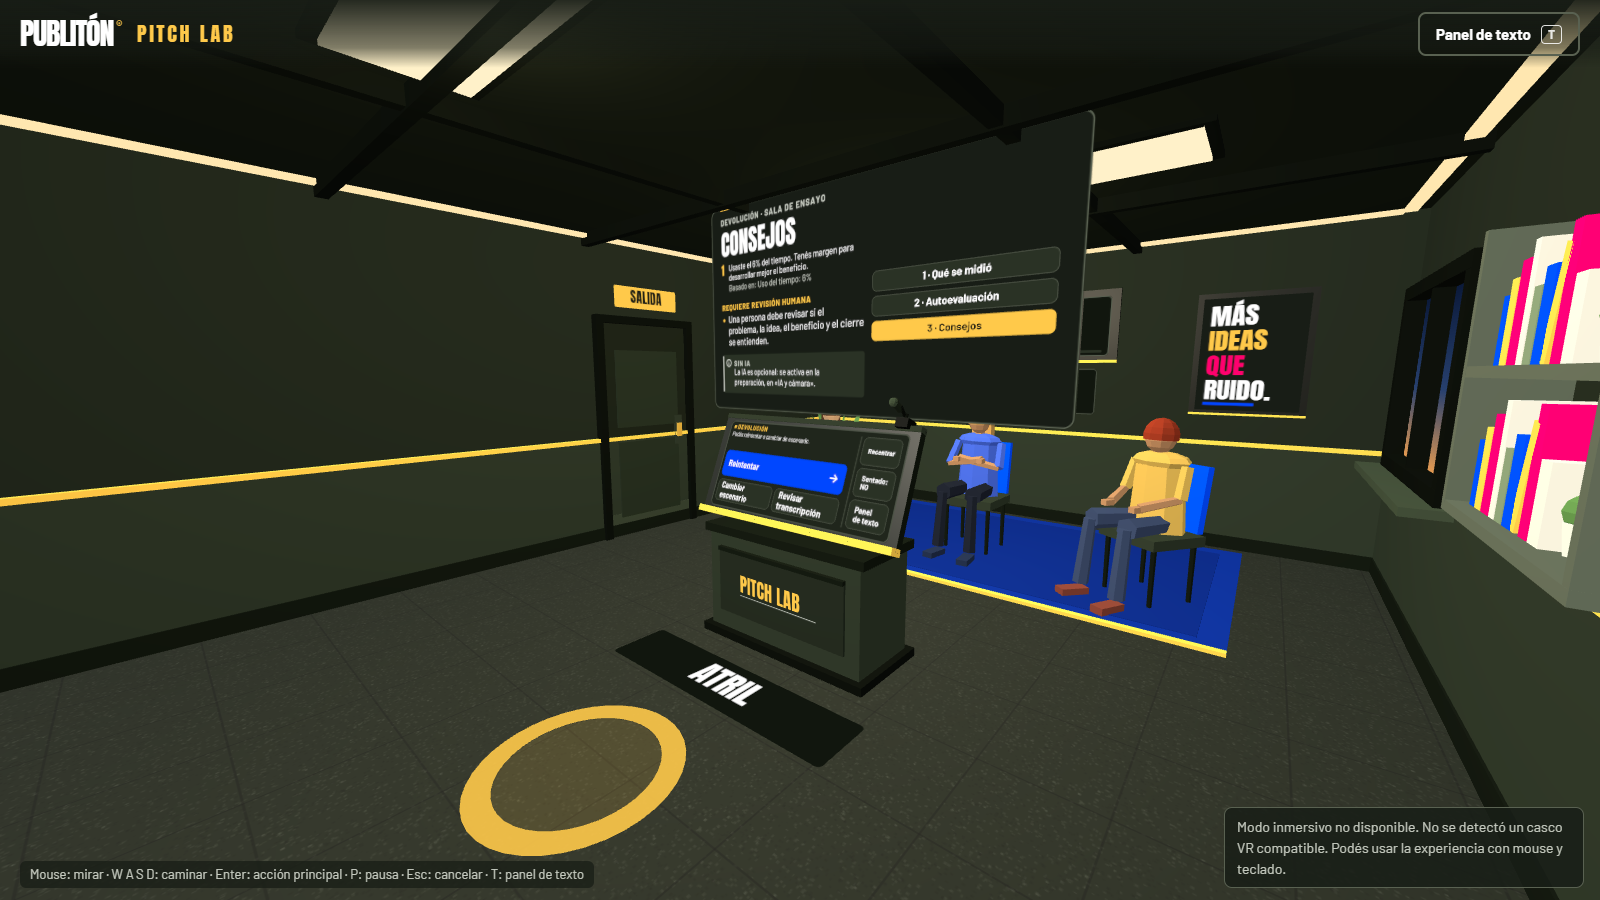 PUBLITÓN
PITCH LAB
Panel de texto T
DEVOLUCIÓN · SALA DE ENSAYO
CONSEJOS
1 Usaste el 6% del tiempo. Tenés margen para
desarrollar mejor el beneficio.
Basado en: Uso del tiempo: 6%
REQUIERE REVISIÓN HUMANA
• Una persona debe revisar si el
problema, la idea, el beneficio y el cierre
se entienden.
SIN IA
La IA es opcional: se activa en la
preparación, en «IA y cámara».
1 · Qué se midió
2 · Autoevaluación
3 · Consejos
SALIDA
MÁS
IDEAS
QUE
RUIDO.
DEVOLUCIÓN
Podés reintentar o cambiar de escenario.
Reintentar →
Cambiar
escenario
Revisar
transcripción
Recentrar
Sentado:
NO
Panel
de texto
PITCH LAB
ATRIL
Mouse: mirar · W A S D: caminar · Enter: acción principal · P: pausa · Esc: cancelar · T: panel de texto
Modo inmersivo no disponible. No se detectó un casco
VR compatible. Podés usar la experiencia con mouse y
teclado.